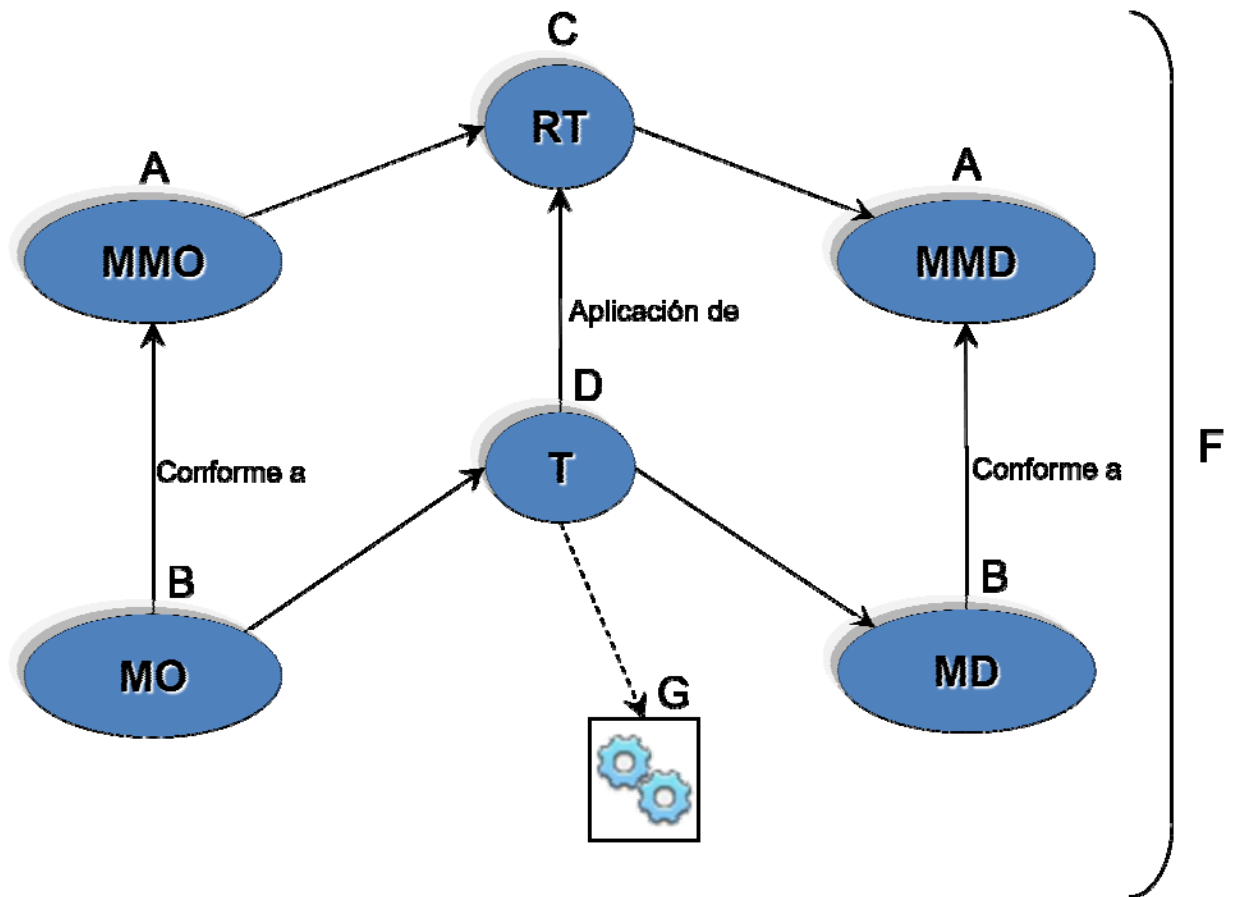 C
RT
A
MMO
A
MMD
Aplicación de
D
T
Conforme a
Conforme a
F
B
MO
B
MD
G